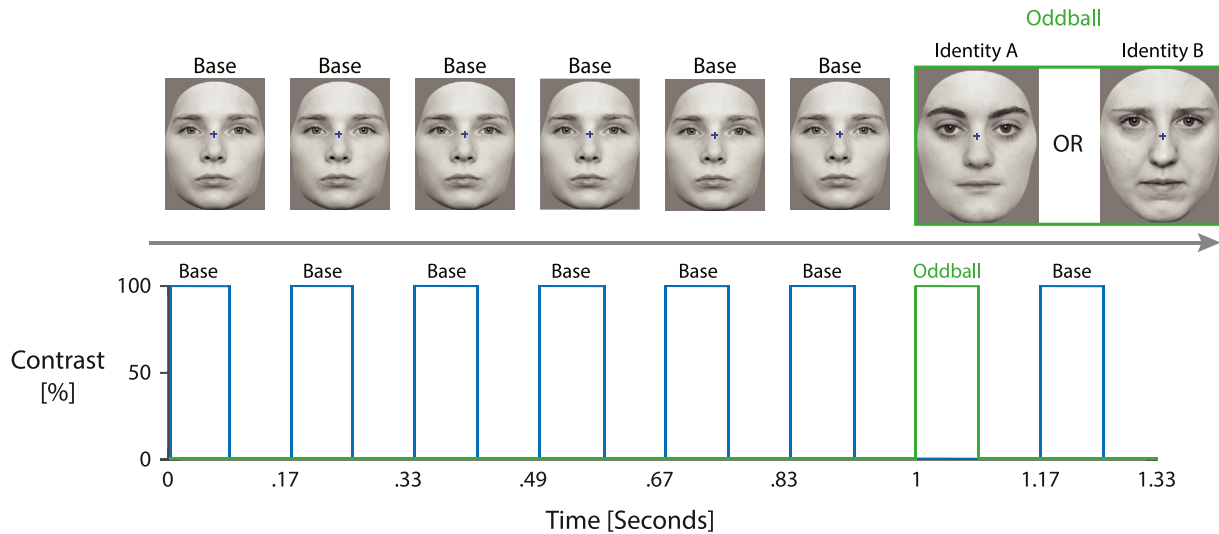 Oddball
Base Base Base Base Base Base Identity A Identity B
OR
Base Base Base Base Base Base Oddball Base
100
Contrast
[%]
50
0
0 .17 .33 .49 .67 .83 1 1.17 1.33
Time [Seconds]